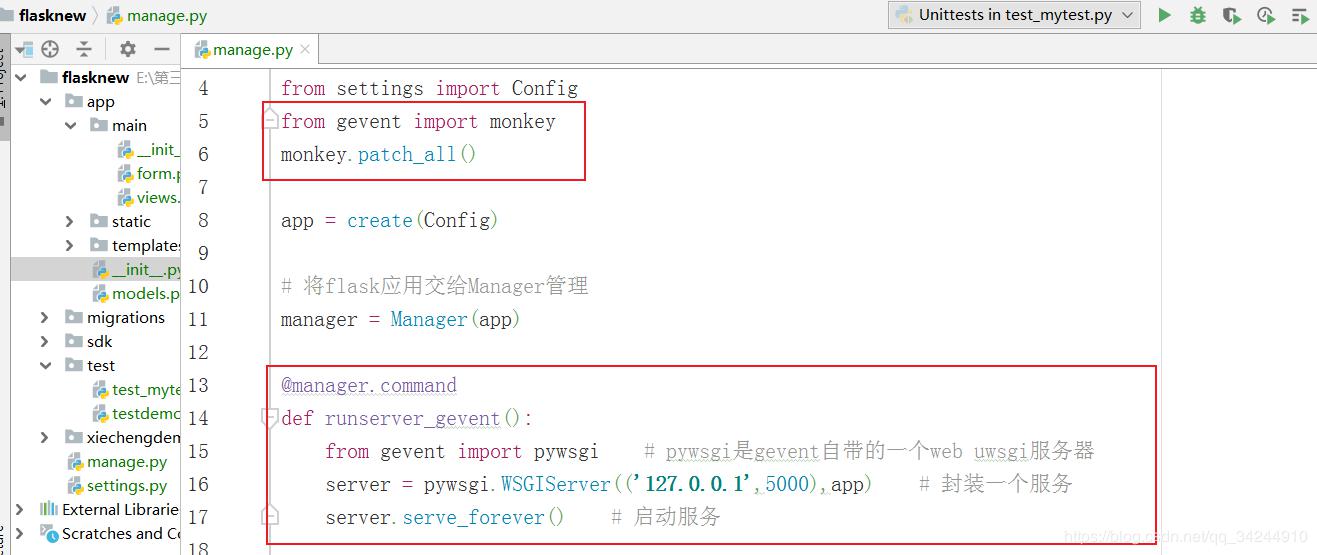 flasknew
manage.py
Unittests in test_mytest.py
manage.py
flasknew E:\第三
app
main
__init_
form.p
views.
static
templates
__init__.py
models.p
migrations
sdk
test
test_myte
testdemo
xiechengdem
manage.py
settings.py
External Librarie
Scratches and Co
4 from settings import Config
5 from gevent import monkey
6 monkey.patch_all()
7
8 app = create(Config)
9
10 # 将flask应用交给Manager管理
11 manager = Manager(app)
12
13 @manager.command
14 def runserver_gevent():
15 from gevent import pywsgi # pywsgi是gevent自带的一个web uwsgi服务器
16 server = pywsgi.WSGIServer(('127.0.0.1',5000),app) # 封装一个服务
17 server.serve_forever() # 启动服务
18
https://blog.csdn.net/qq_34244910